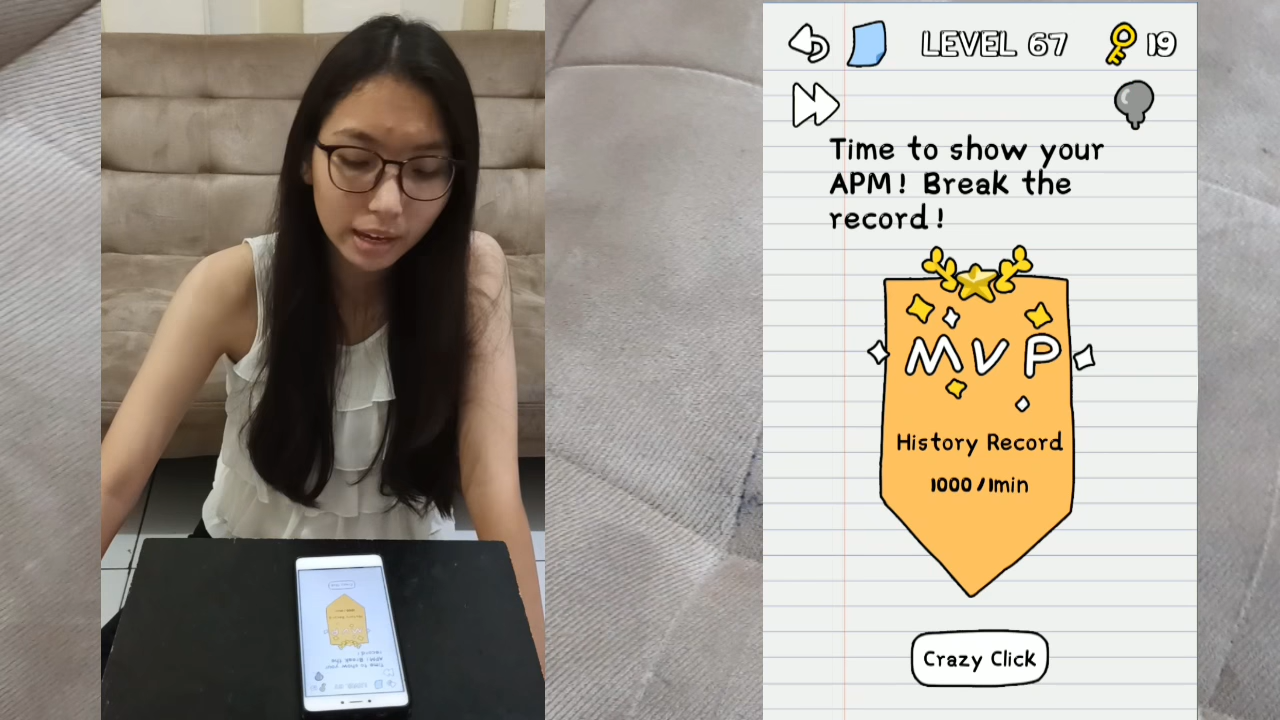 LEVEL 67
19
Time to show your
APM! Break the
record!
MVP
History Record
1000/1min
Crazy Click